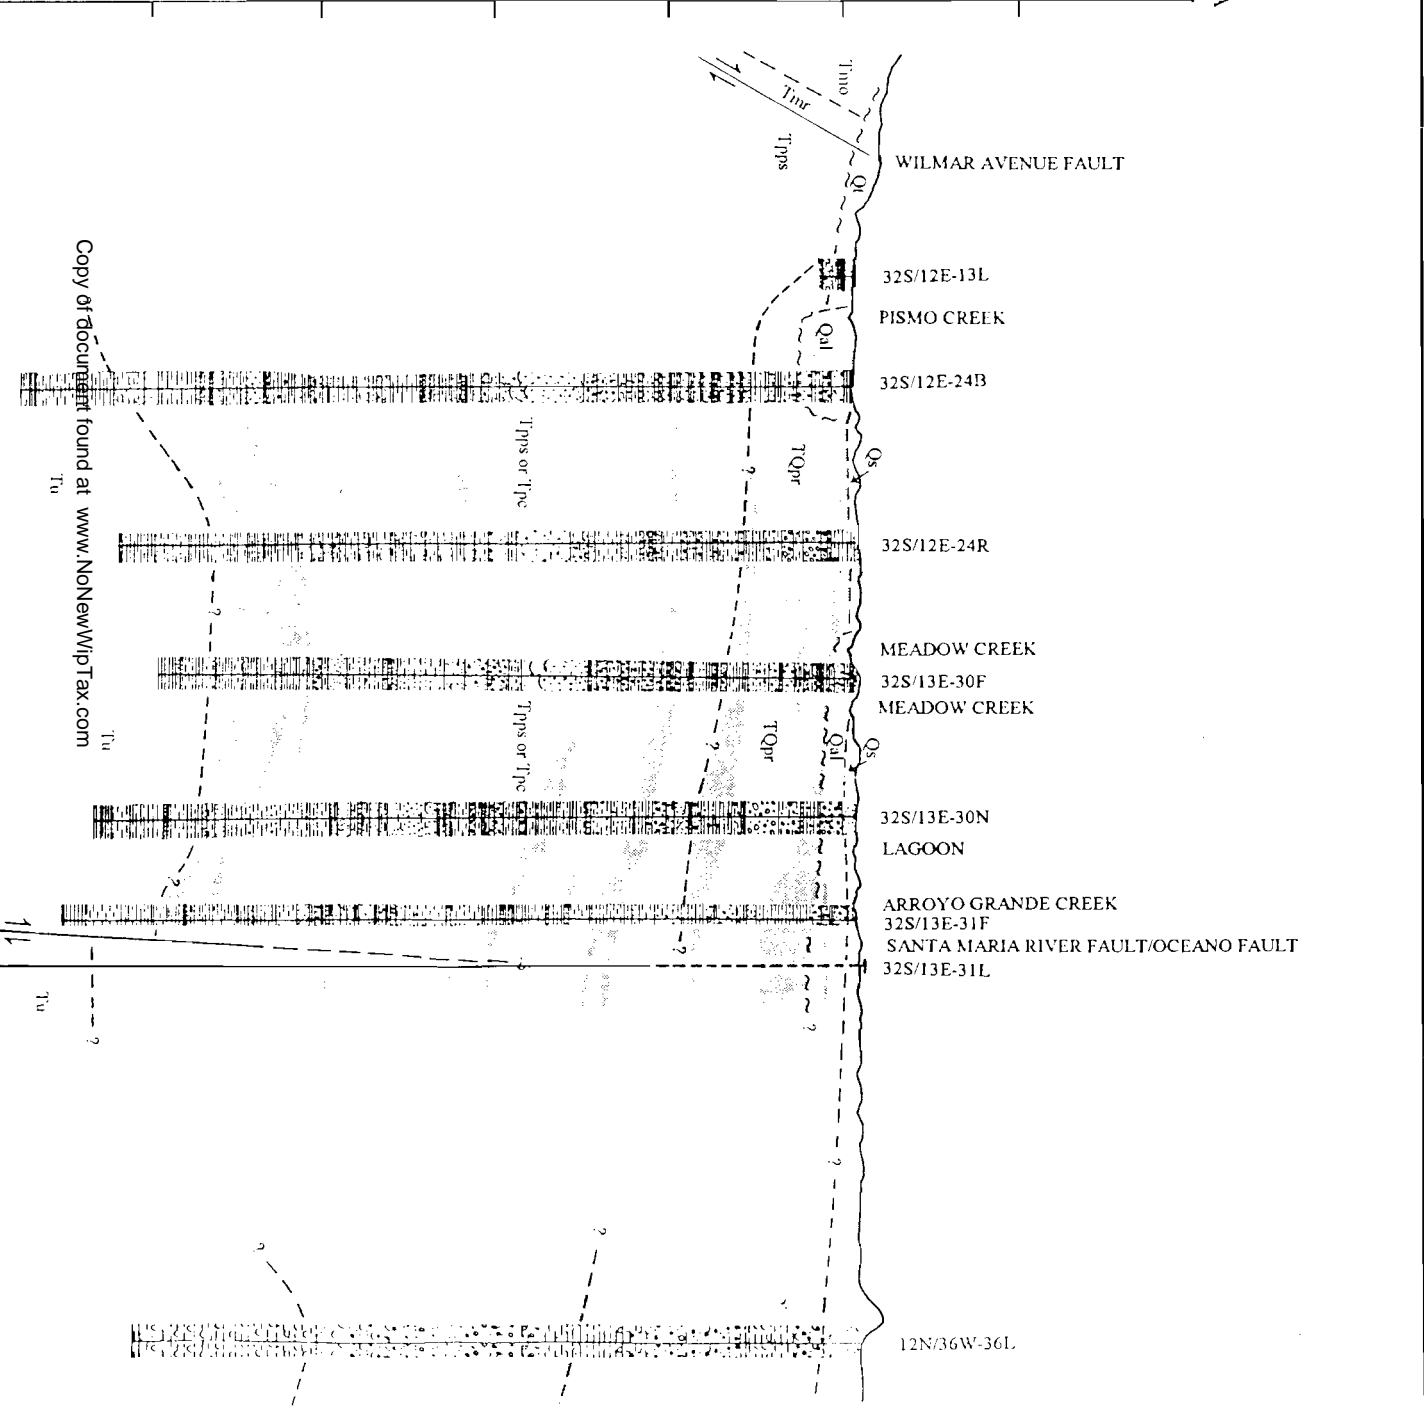 Tmo
Tmr
Tpps
WILMAR AVENUE FAULT
Qt
32S/12E-13L
PISMO CREEK
Qal
32S/12E-24B
Qs
TQpr
Tpps or Tpc
Tu
?
32S/12E-24R
?
MEADOW CREEK
32S/13E-30F
MEADOW CREEK
Qs
Qal
TQpr
?
Tpps or Tpc
Tu
32S/13E-30N
LAGOON
?
ARROYO GRANDE CREEK
32S/13E-31F
SANTA MARIA RIVER FAULT/OCEANO FAULT
?
?
32S/13E-31L
Tu
?
?
?
?
?
12N/36W-36L
Copy of document found at www.NoNewWipTax.com